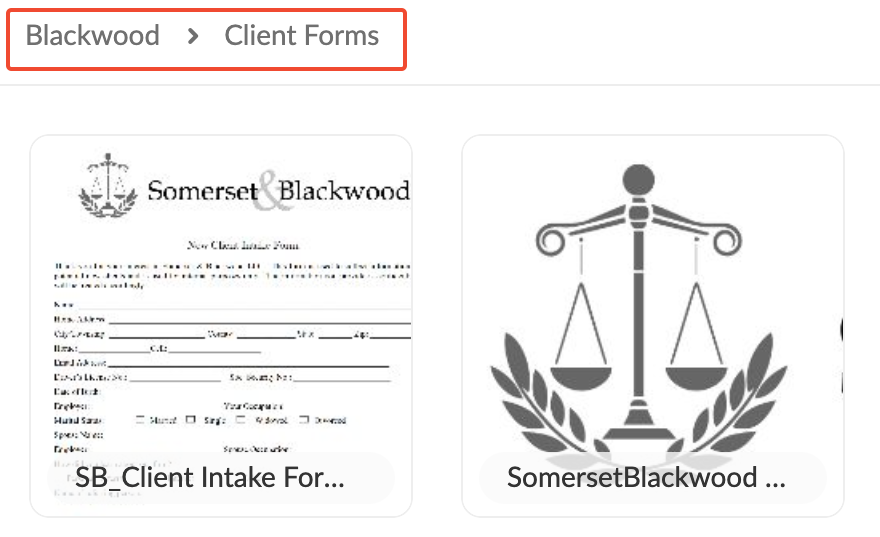 Blackwood > Client Forms
Somerset&Blackwood
New Client Intake Form
Name
Home Address:
City/Township County: State Zip:
Home: Cell:
Email Address:
Driver's License No.: Soc. Security No.:
Date of Birth:
Employer: Your Occupation:
Marital Status: Married Single Widowed Divorced
Spouse Name:
Employer: Spouse Occupation:
SB_Client Intake For...
SomersetBlackwood ...